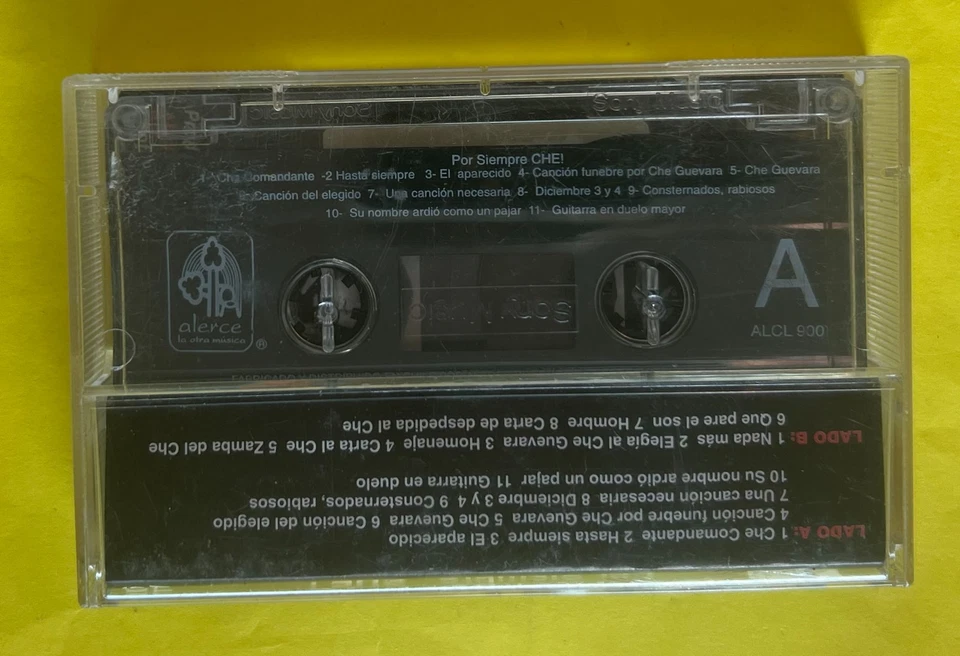 Por Siempre CHE!
1- Che Comandante -2 Hasta siempre 3- El aparecido 4- Canción funebre por Che Guevara 5- Che Guevara
6- Canción del elegido 7- Una canción necesaria 8- Diciembre 3 y 4 9- Consternados, rabiosos
10- Su nombre ardió como un pajar 11- Guitarra en duelo mayor
alerce
la otra música
®
Sony Music
A
ALCL 900
LADO A: 1 Che Comandante 2 Hasta siempre 3 El aparecido
4 Canción funebre por Che Guevara 5 Che Guevara 6 Canción del elegido
7 Una canción necesaria 8 Diciembre 3 y 4 9 Consternados, rabiosos
10 Su nombre ardió como un pajar 11 Guitarra en duelo
LADO B: 1 Nada más 2 Elegía al Che Guevara 3 Homenaje 4 Carta al Che 5 Zamba del Che
6 Que pare el son 7 Hombre 8 Carta de despedida al Che